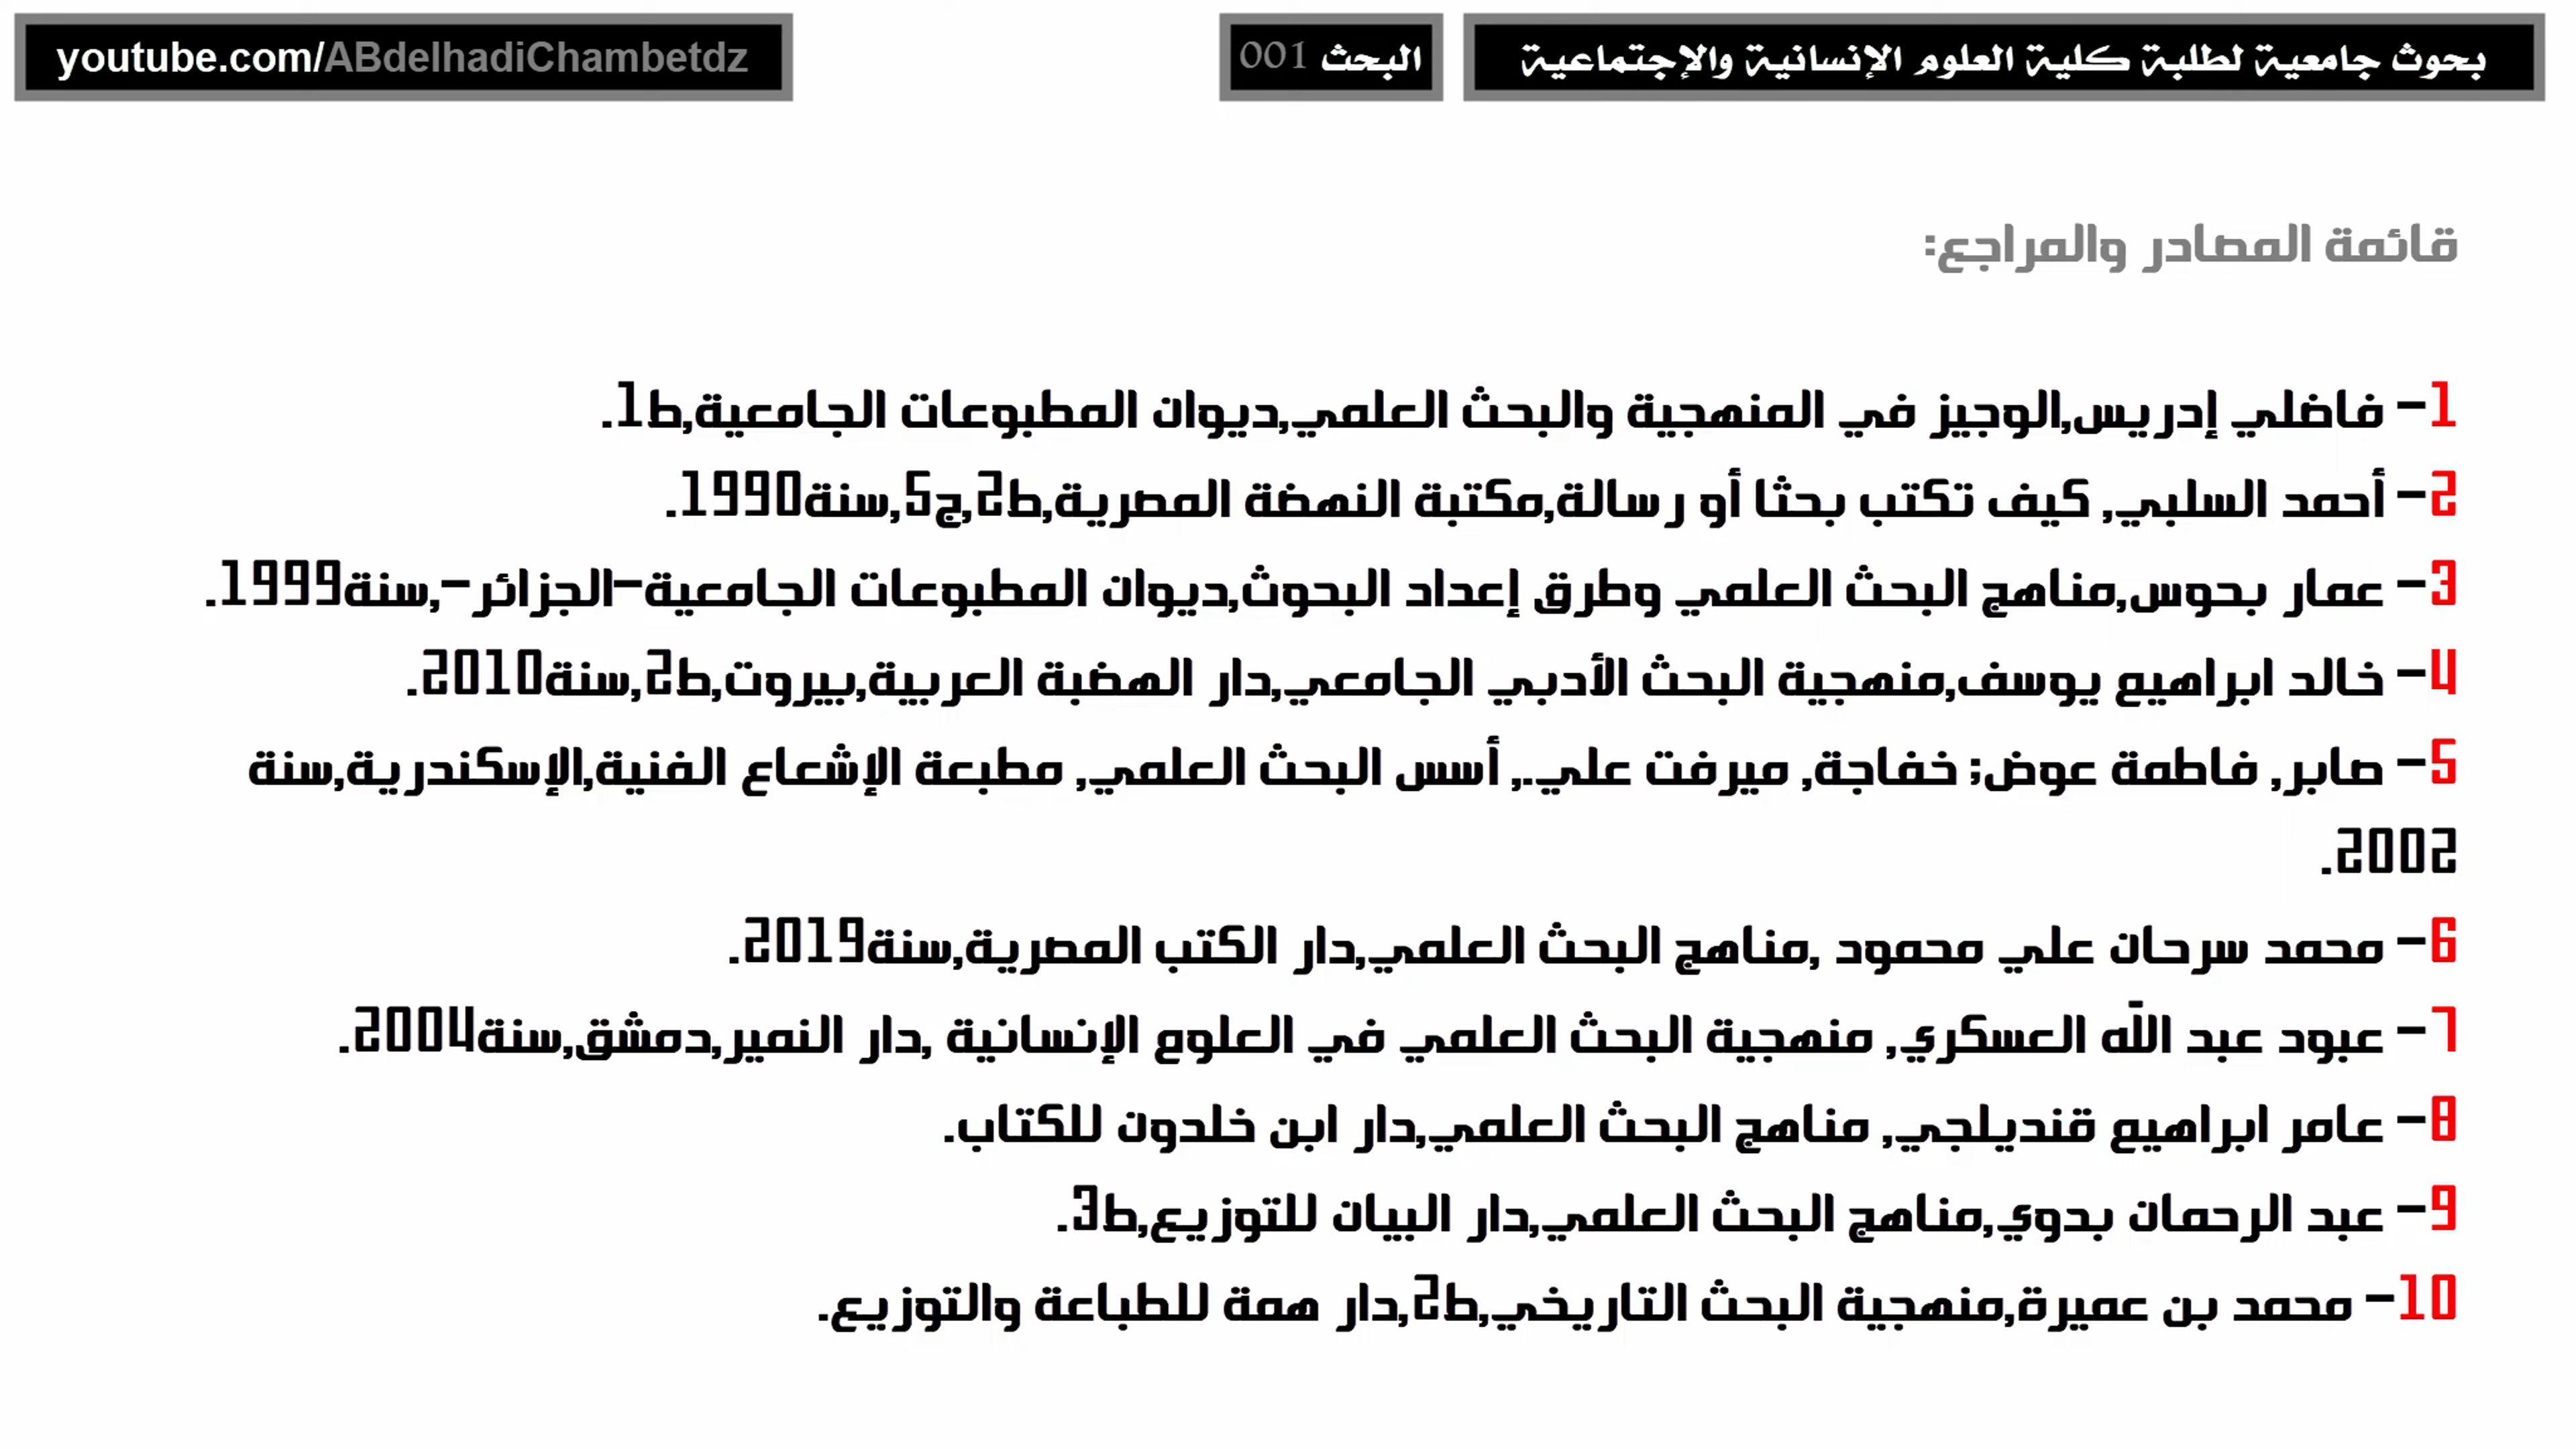 بحوث جامعية لطلبة كلية العلوم الإنسانية والإجتماعية
البحث 001
youtube.com/ABdelhadiChambetdz
قائمة المصادر والمراجع:
1- فاضلي إدريس,الوجيز في المنهجية والبحث العلمي,ديوان المطبوعات الجامعية,ط1.
2- أحمد السلبي, كيف تكتب بحثا أو رسالة,مكتبة النهضة المصرية,ط2,ج5,سنة1990.
3- عمار بحوس,مناهج البحث العلمي وطرق إعداد البحوث,ديوان المطبوعات الجامعية-الجزائر-,سنة1999.
4- خالد ابراهيم يوسف,منهجية البحث الأدبي الجامعي,دار الهضبة العربية,بيروت,ط2,سنة2010.
5- صابر, فاطمة عوض; خفاجة, ميرفت علي., أسس البحث العلمي, مطبعة الإشعاع الفنية,الإسكندرية,سنة
2002.
6- محمد سرحان علي محمود ,مناهج البحث العلمي,دار الكتب المصرية,سنة2019.
7- عبود عبد الله العسكري, منهجية البحث العلمي في العلوم الإنسانية ,دار النمير,دمشق,سنة2004.
8- عامر ابراهيم قنديلجي, مناهج البحث العلمي,دار ابن خلدون للكتاب.
9- عبد الرحمان بدوي,مناهج البحث العلمي,دار البيان للتوزيع,ط3.
10- محمد بن عميرة,منهجية البحث التاريخي,ط2,دار همة للطباعة والتوزيع.